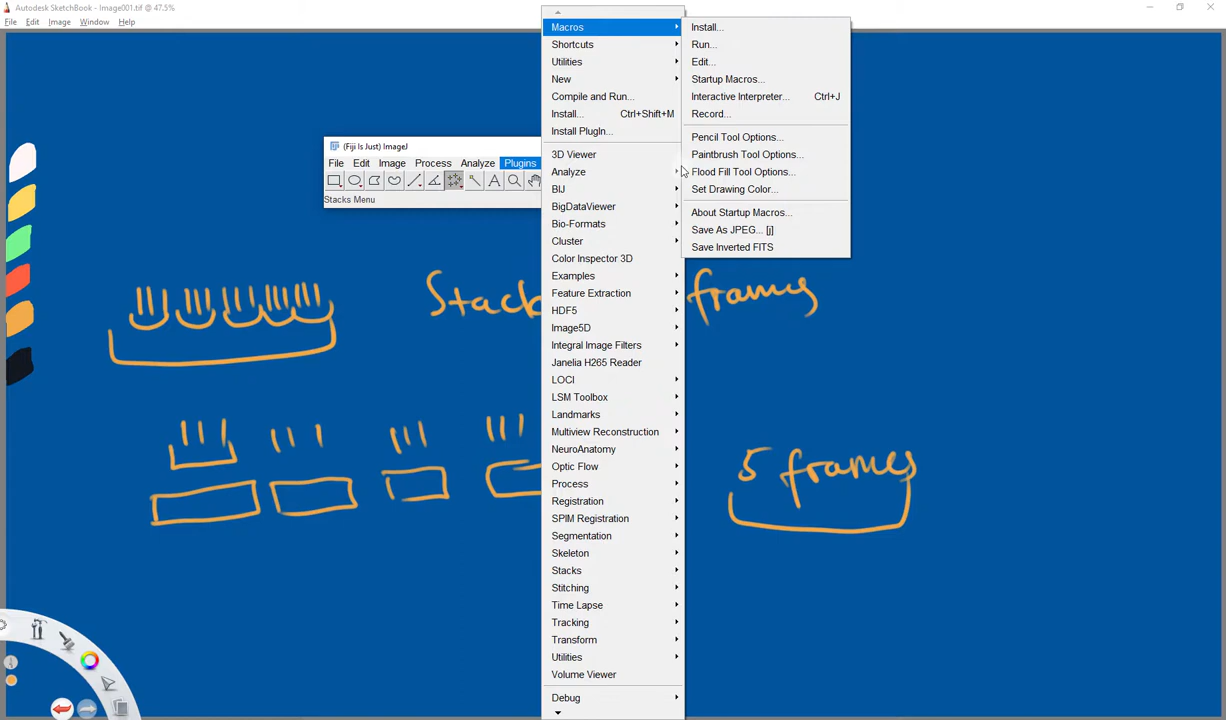 Autodesk SketchBook - Image001.tif @ 47.5%
File Edit Image Window Help
(Fiji Is Just) ImageJ
File Edit Image Process Analyze Plugins
Stacks Menu
Macros
Shortcuts
Utilities
New
Compile and Run...
Install... Ctrl+Shift+M
Install PlugIn...
3D Viewer
Analyze
BIJ
BigDataViewer
Bio-Formats
Cluster
Color Inspector 3D
Examples
Feature Extraction
HDF5
Image5D
Integral Image Filters
Janelia H265 Reader
LOCI
LSM Toolbox
Landmarks
Multiview Reconstruction
NeuroAnatomy
Optic Flow
Process
Registration
SPIM Registration
Segmentation
Skeleton
Stacks
Stitching
Time Lapse
Tracking
Transform
Utilities
Volume Viewer
Debug
Install...
Run...
Edit...
Startup Macros...
Interactive Interpreter... Ctrl+J
Record...
Pencil Tool Options...
Paintbrush Tool Options...
Flood Fill Tool Options...
Set Drawing Color...
About Startup Macros...
Save As JPEG... [j]
Save Inverted FITS
Stack frames
5 frames